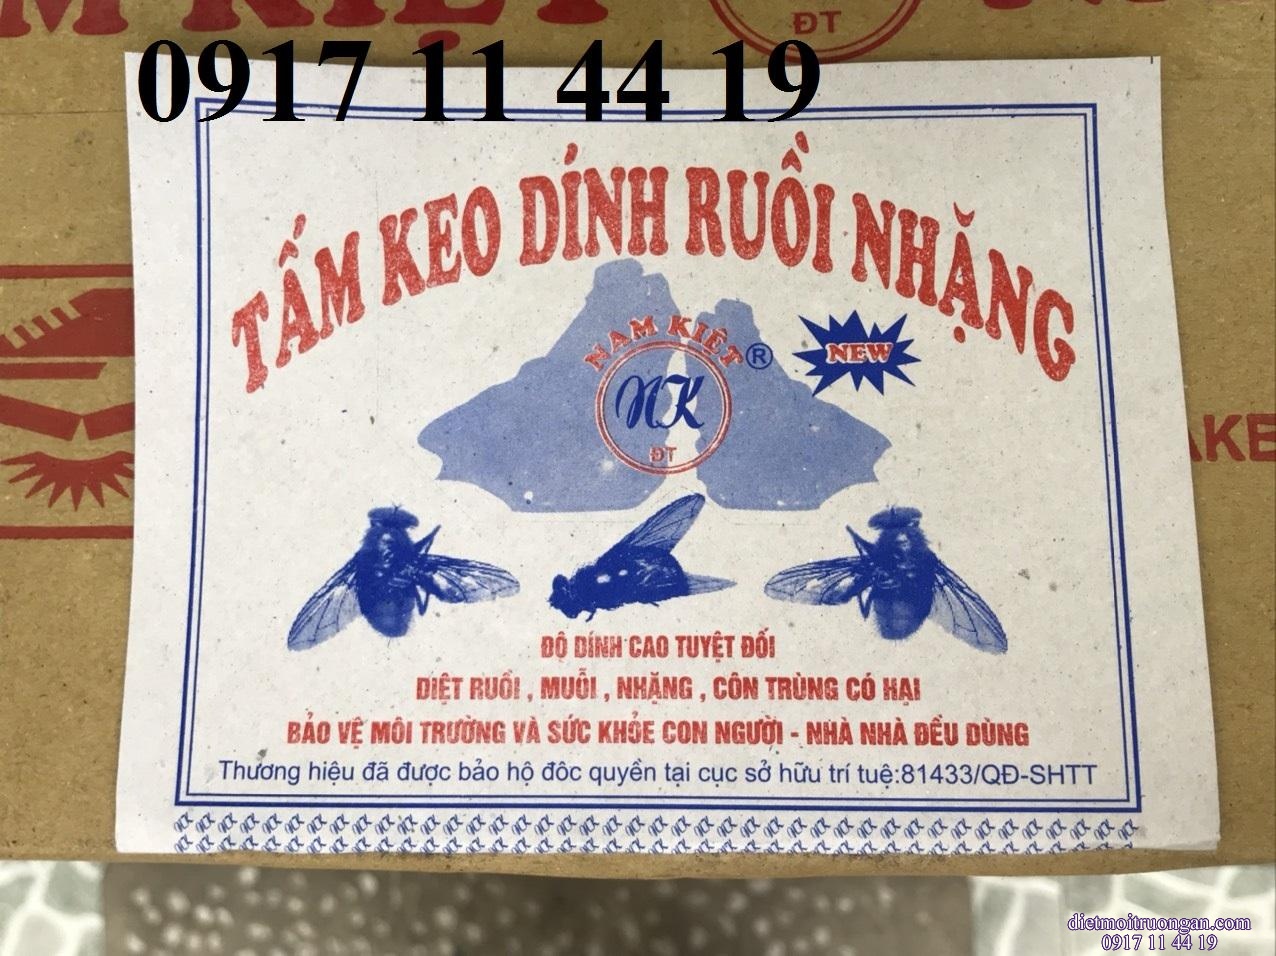 ĐT
0917 11 44 19
TẤM KEO DÍNH RUỒI NHẶNG
NAM KIỆT ®
NEW
NK
ĐT
ĐỘ DÍNH CAO TUYỆT ĐỐI
DIỆT RUỒI , MUỖI , NHẶNG , CÔN TRÙNG CÓ HẠI
BẢO VỆ MÔI TRƯỜNG VÀ SỨC KHỎE CON NGƯỜI - NHÀ NHÀ ĐỀU DÙNG
Thương hiệu đã được bảo hộ đôc quyền tại cục sở hữu trí tuệ:81433/QĐ-SHTT
dietmoitruongan.com
0917 11 44 19